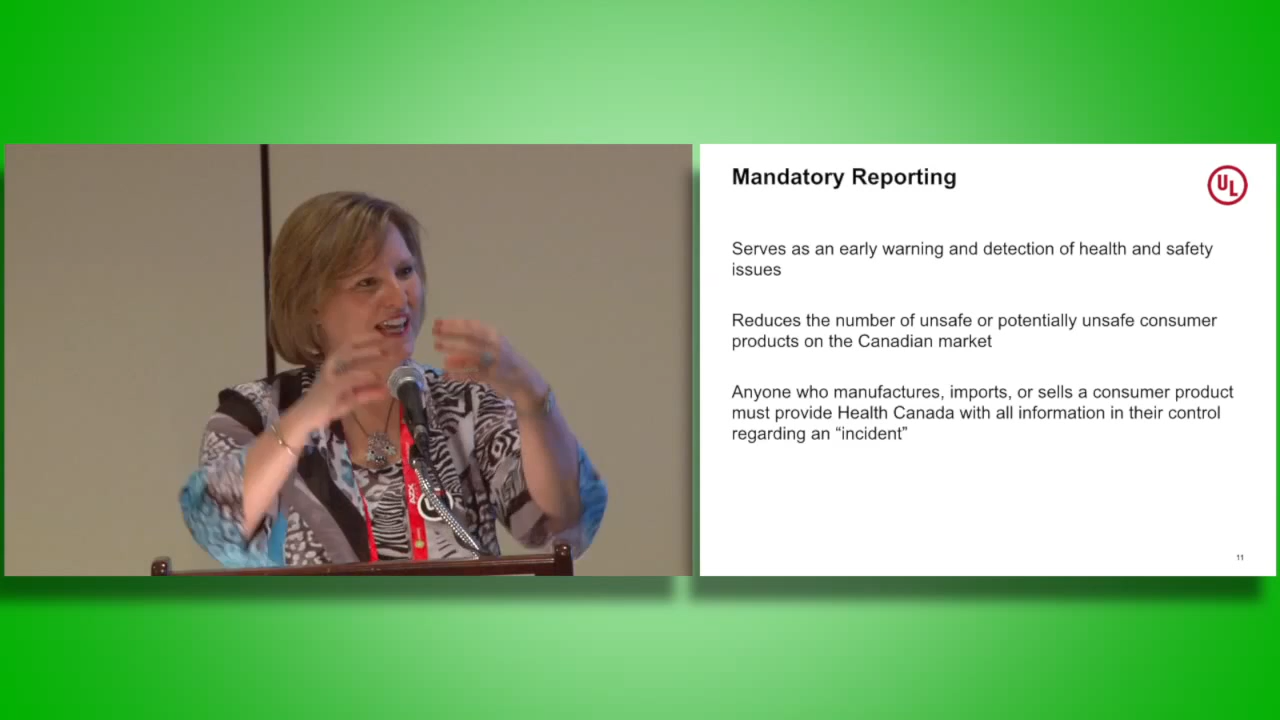 Mandatory Reporting
UL
Serves as an early warning and detection of health and safety
issues
Reduces the number of unsafe or potentially unsafe consumer
products on the Canadian market
Anyone who manufactures, imports, or sells a consumer product
must provide Health Canada with all information in their control
regarding an “incident”
11